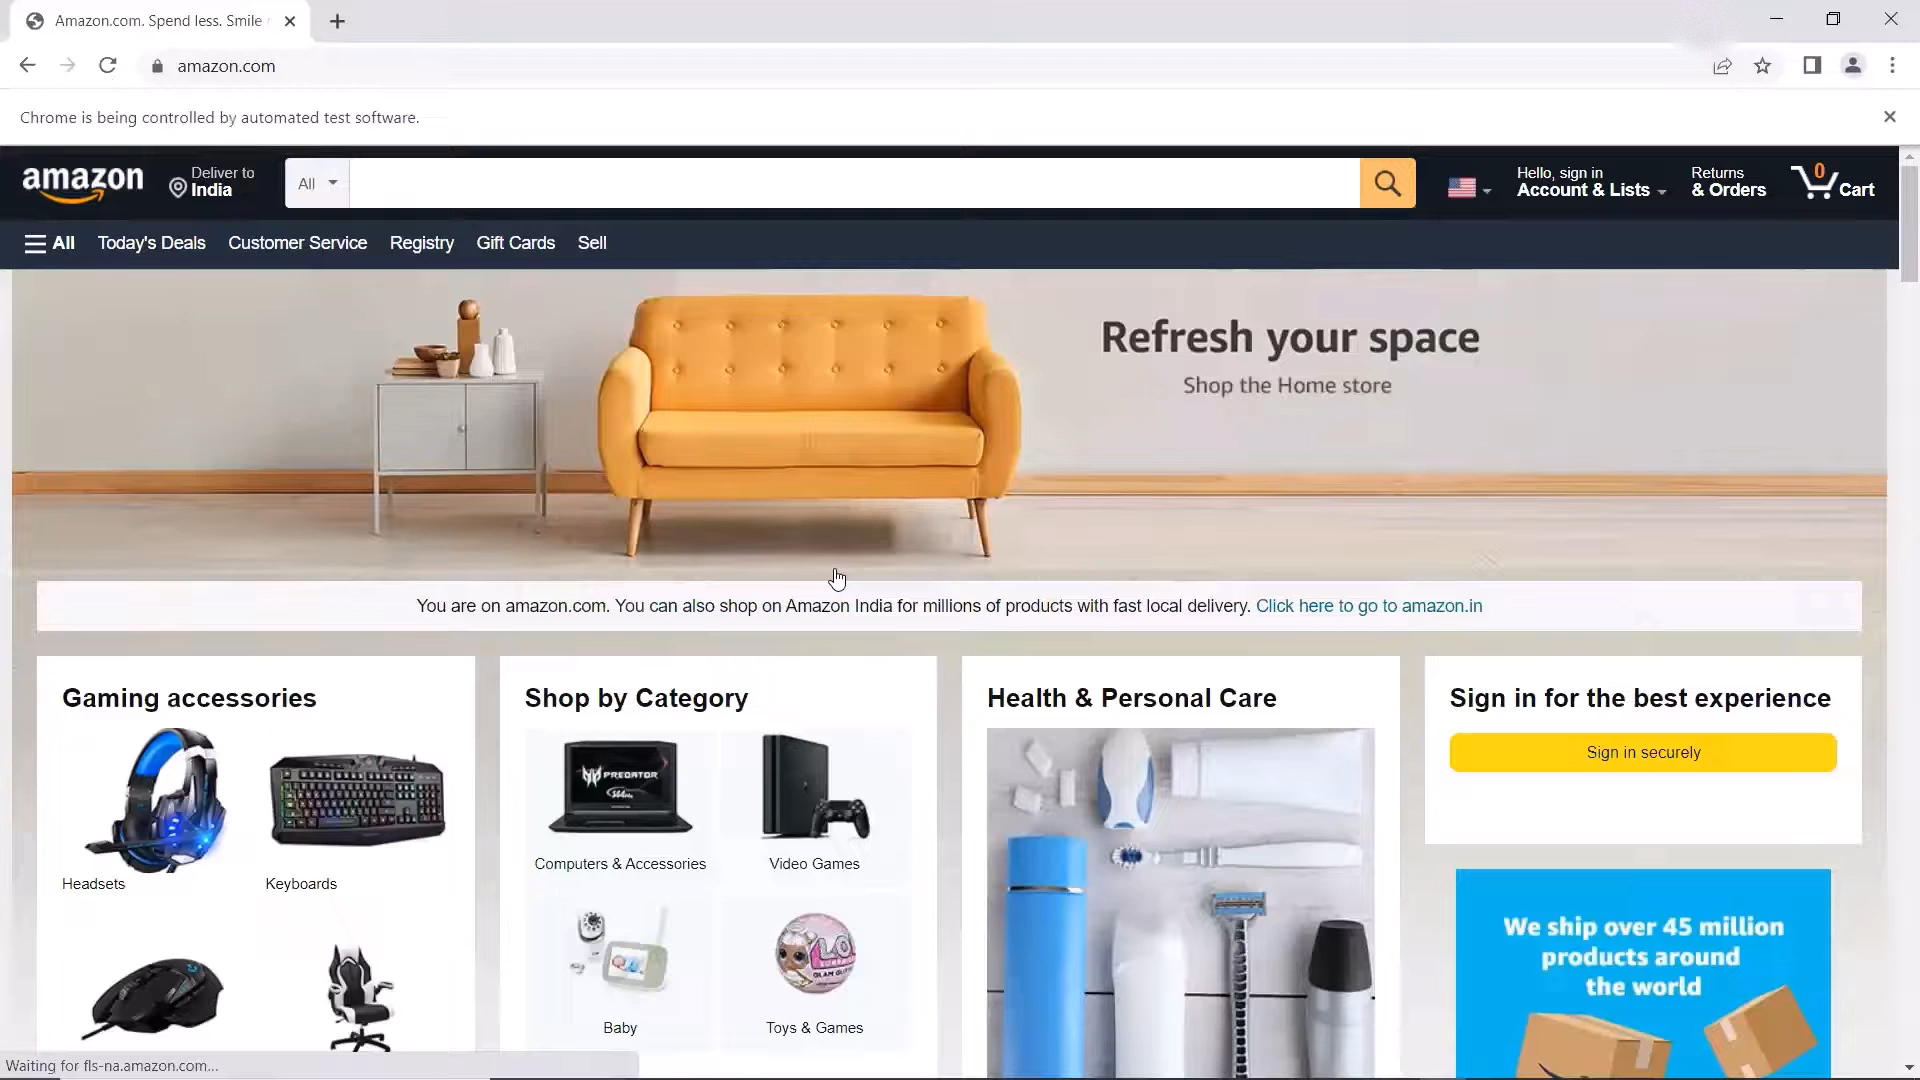 Amazon.com. Spend less. Smile
amazon.com
Chrome is being controlled by automated test software.
amazon
Deliver to
India
All
Hello, sign in
Account & Lists
Returns
& Orders
0
Cart
All
Today's Deals
Customer Service
Registry
Gift Cards
Sell
Refresh your space
Shop the Home store
You are on amazon.com. You can also shop on Amazon India for millions of products with fast local delivery. Click here to go to amazon.in
Gaming accessories
Headsets
Keyboards
Shop by Category
PREDATOR
Computers & Accessories
Video Games
Baby
Toys & Games
Health & Personal Care
Sign in for the best experience
Sign in securely
We ship over 45 million
products around
the world
Waiting for fls-na.amazon.com...